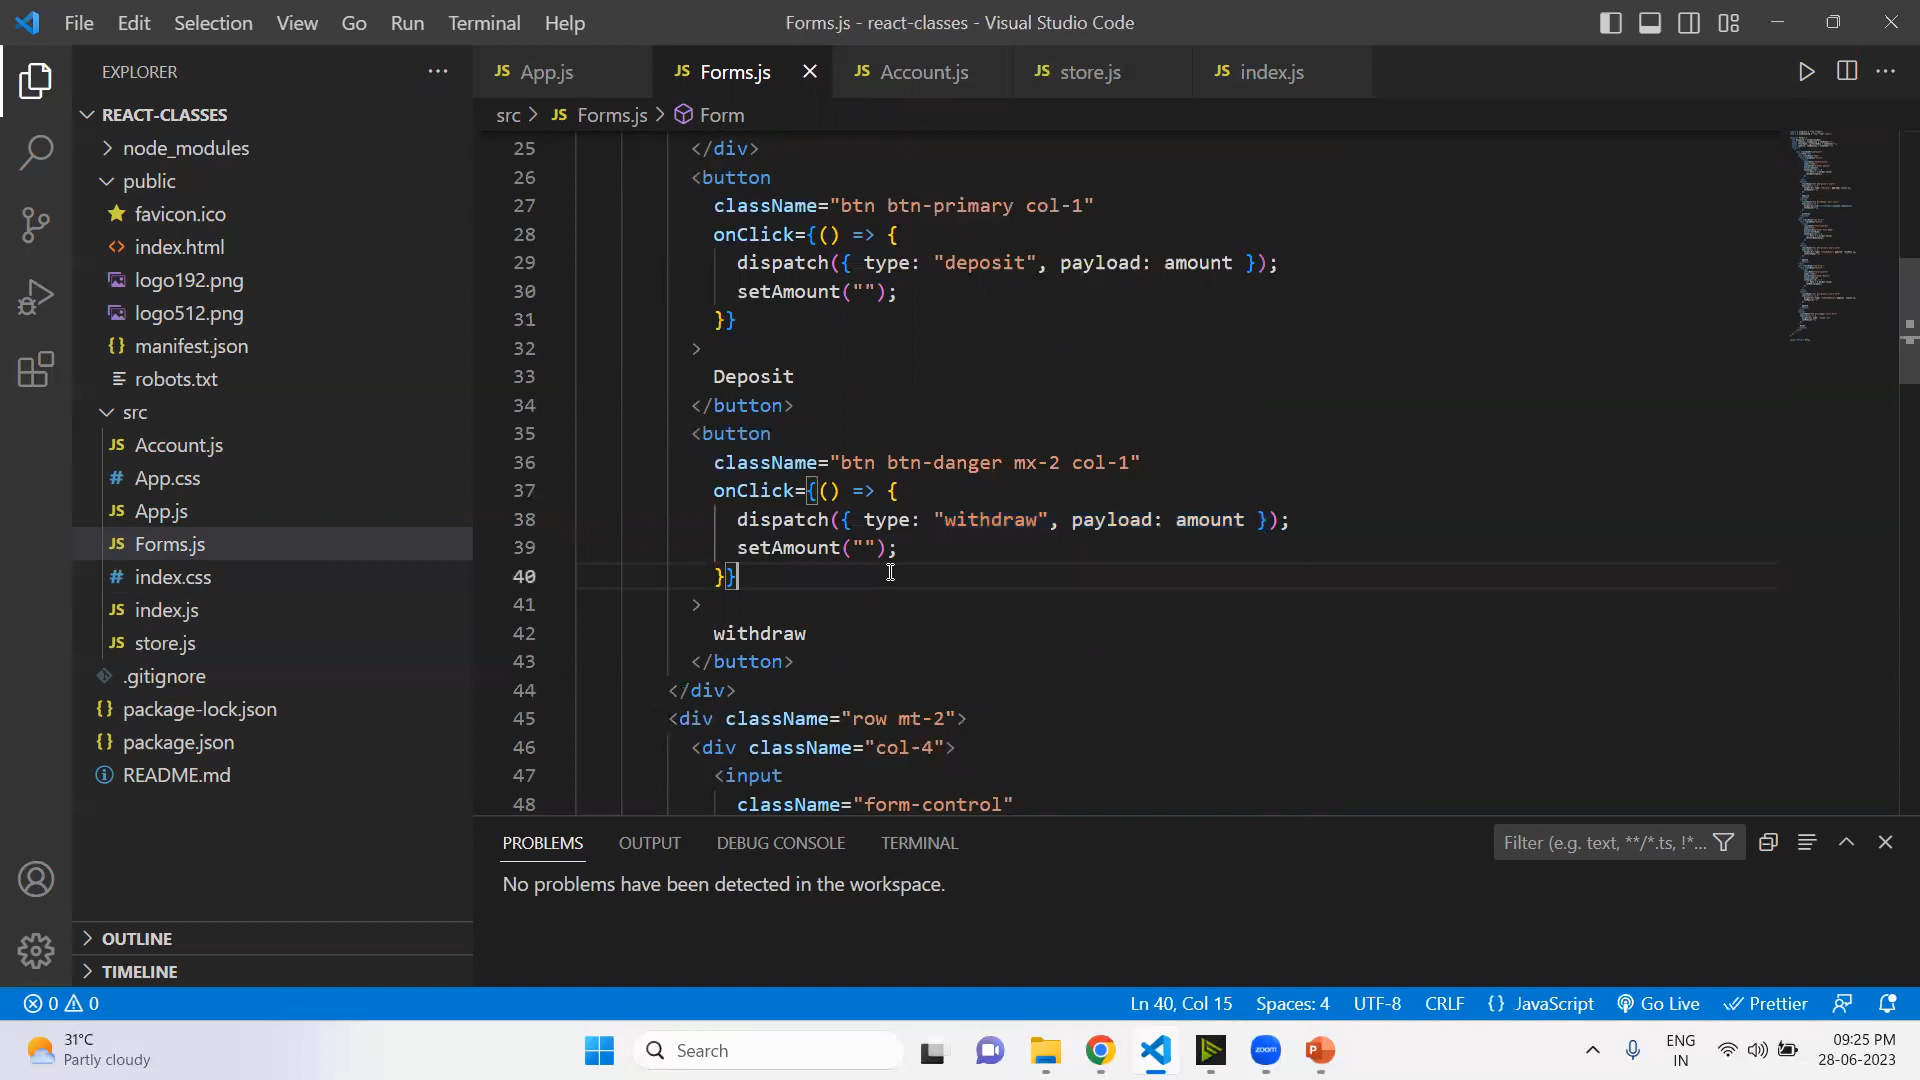 File Edit Selection View Go Run Terminal Help
Forms.js - react-classes - Visual Studio Code
EXPLORER
REACT-CLASSES
node_modules
public
favicon.ico
index.html
logo192.png
logo512.png
manifest.json
robots.txt
src
Account.js
App.css
App.js
Forms.js
index.css
index.js
store.js
.gitignore
package-lock.json
package.json
README.md
OUTLINE
TIMELINE
JS App.js JS Forms.js JS Account.js JS store.js JS index.js
src > JS Forms.js > Form
25 </div>
26 <button
27 className="btn btn-primary col-1"
28 onClick={() => {
29 dispatch({ type: "deposit", payload: amount });
30 setAmount("");
31 }}
32 >
33 Deposit
34 </button>
35 <button
36 className="btn btn-danger mx-2 col-1"
37 onClick={() => {
38 dispatch({ type: "withdraw", payload: amount });
39 setAmount("");
40 }}
41 >
42 withdraw
43 </button>
44 </div>
45 <div className="row mt-2">
46 <div className="col-4">
47 <input
48 className="form-control"
PROBLEMS OUTPUT DEBUG CONSOLE TERMINAL
Filter (e.g. text, **/*.ts, !*...
No problems have been detected in the workspace.
0 0
Ln 40, Col 15 Spaces: 4 UTF-8 CRLF {} JavaScript Go Live Prettier
31°C
Partly cloudy
Search
zoom
ENG
IN
09:25 PM
28-06-2023